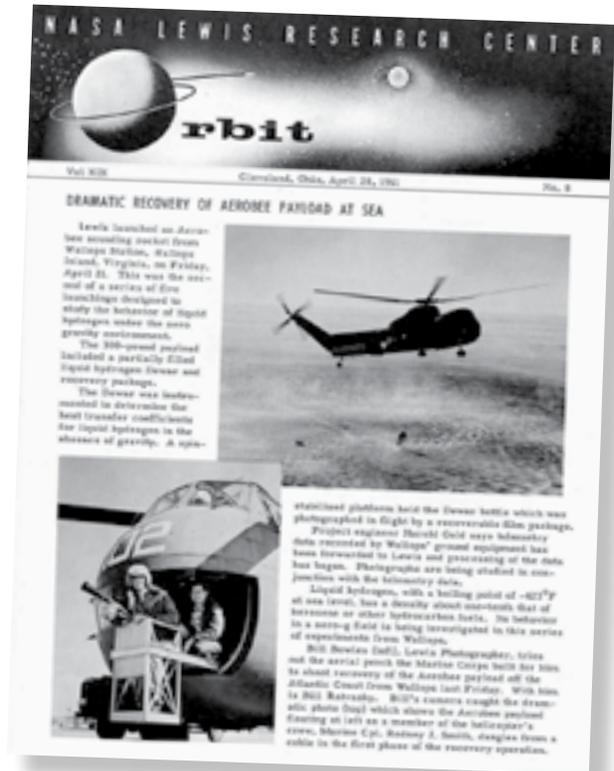 NASA LEWIS RESEARCH CENTER
Orbit
Vol XIX Cleveland, Ohio, April 28, 1961 No. 8
DRAMATIC RECOVERY OF AEROBEE PAYLOAD AT SEA
Lewis launched an Aero-
bee sounding rocket from
Wallops Station, Wallops
Island, Virginia, on Friday,
April 21. This was the sec-
ond of a series of five
launchings designed to
study the behavior of liquid
hydrogen under the zero
gravity environment.
The 300-pound payload
included a partially filled
liquid hydrogen Dewar and
recovery package.
The Dewar was instru-
mented to determine the
heat transfer coefficients
for liquid hydrogen in the
absence of gravity. A spin-
stabilized platform held the Dewar bottle which was
photographed in flight by a recoverable film package.
Project engineer Harold Gold says telemetry
data recorded by Wallops' ground equipment has
been forwarded to Lewis and processing of the data
has begun. Photographs are being studied in con-
junction with the telemetry data.
Liquid hydrogen, with a boiling point of -423°F
at sea level, has a density about one-tenth that of
kerosene or other hydrocarbon fuels. Its behavior
in a zero-g field is being investigated in this series
of experiments from Wallops.
Bill Bowles (left), Lewis Photographer, tries
out the aerial perch the Marine Corps built for him
to shoot recovery of the Aerobee payload off the
Atlantic Coast from Wallops last Friday. With him
is Bill
Bill's camera caught the dram-
atic photo (top) which shows the Aerobee payload
floating at left as a member of the helicopter's
crew, Marine Cpl. Rodney J. Smith, dangles from a
cable in the first phase of the recovery operation.